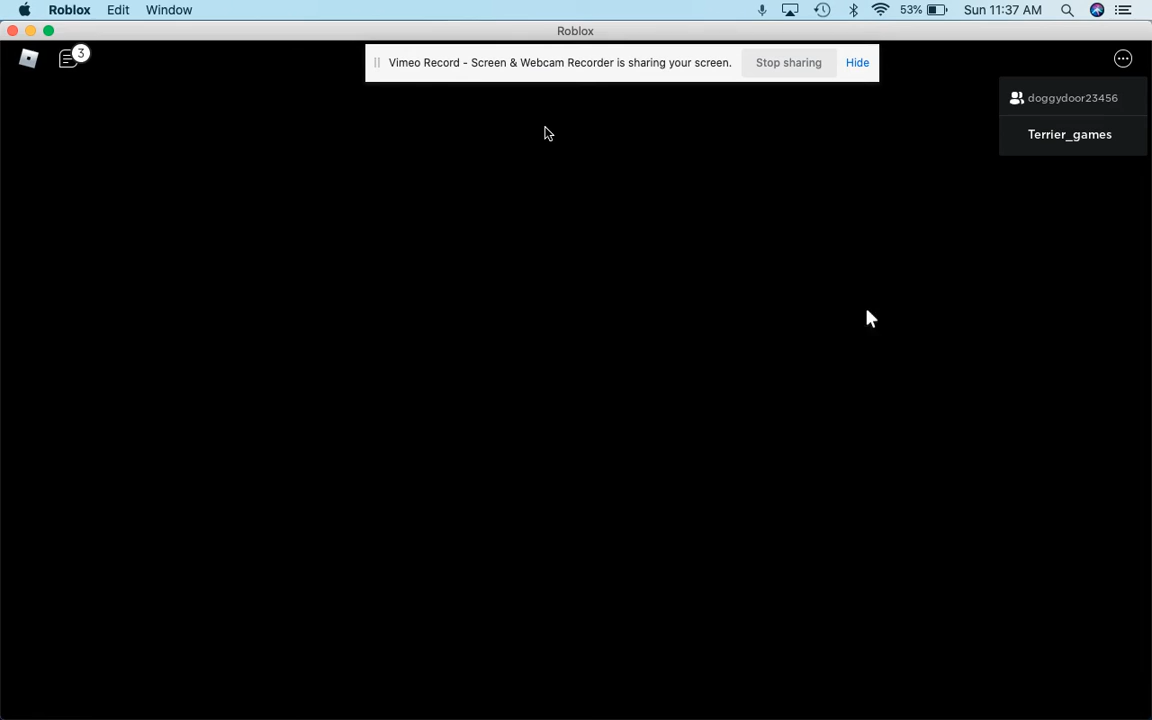 Roblox Edit Window 53% Sun 11:37 AM
Roblox
3
Vimeo Record - Screen & Webcam Recorder is sharing your screen. Stop sharing Hide
doggydoor23456
Terrier_games